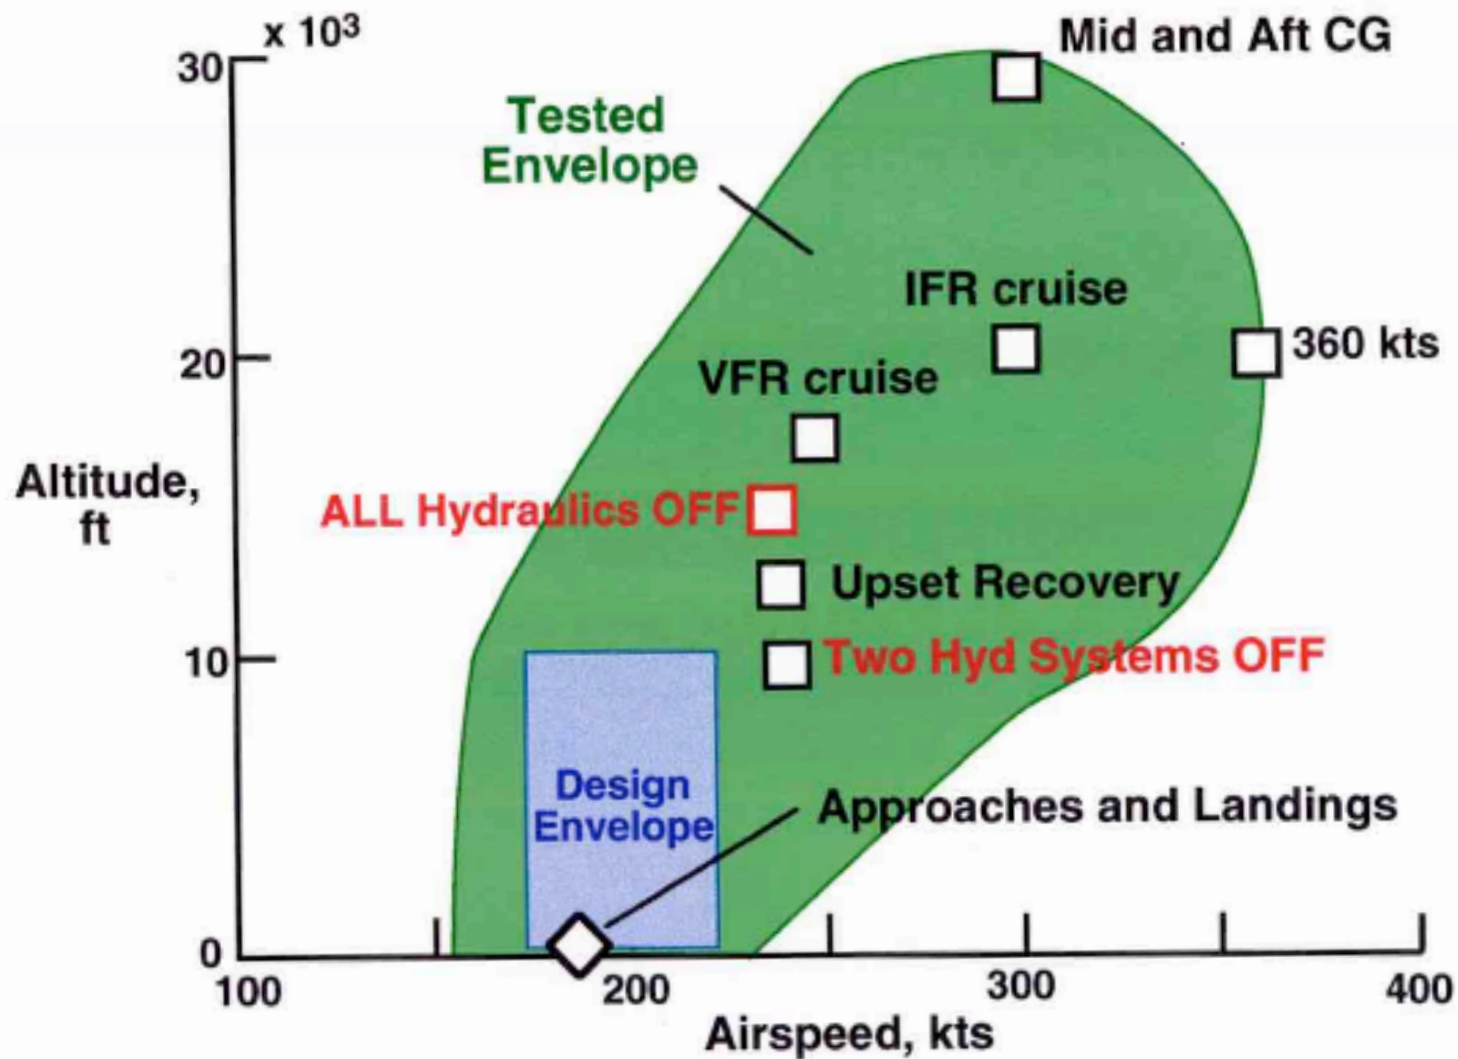 x 10³
Mid and Aft CG
30
Tested
Envelope
IFR cruise
360 kts
20
VFR cruise
Altitude,
ft
ALL Hydraulics OFF
Upset Recovery
10
Two Hyd Systems OFF
Design
Envelope
Approaches and Landings
0
100
200
300
400
Airspeed, kts